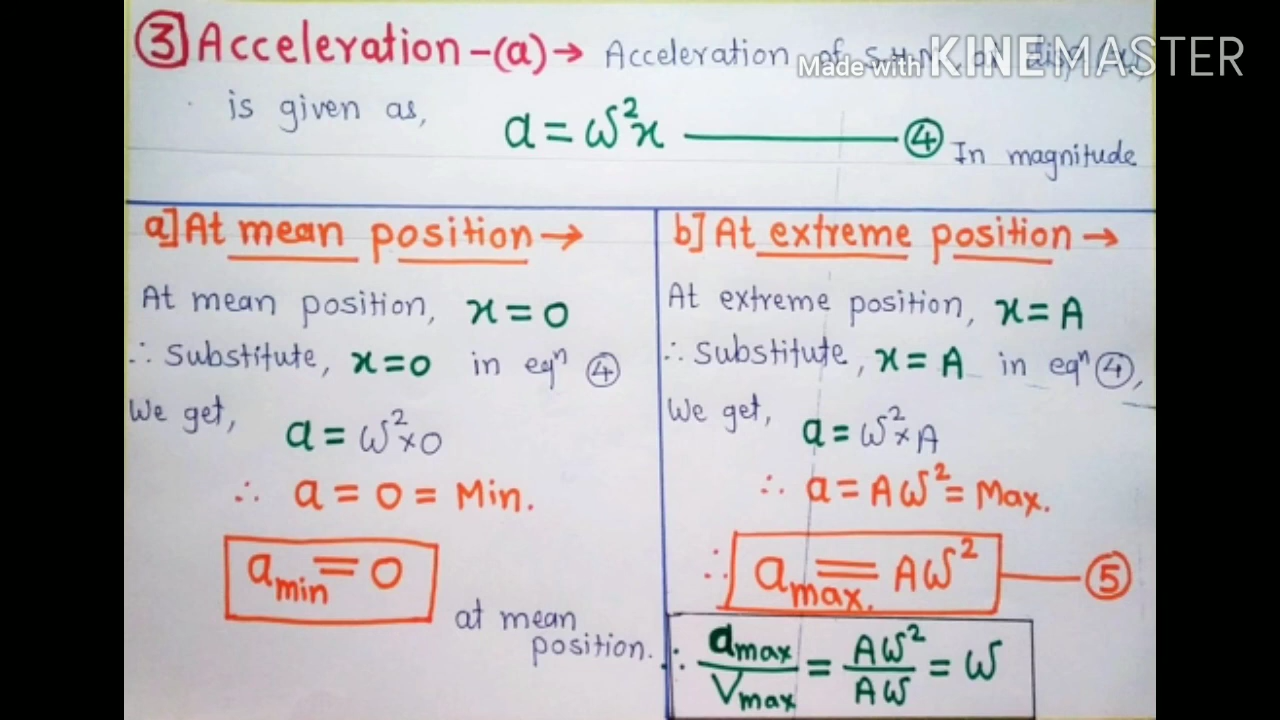 ③ Acceleration -(a) → Acceleration of S.H.M. at
Made with KINEMASTER
is given as,
a = ω²x ——— ④ In magnitude
a] At mean position →
At mean position, x = 0
∴ Substitute, x = 0 in eqⁿ ④
We get,
a = ω² × 0
∴ a = 0 = Min.
a_min = 0
at mean
position.
b] At extreme position →
At extreme position, x = A
∴ Substitute, x = A in eqⁿ ④,
We get,
a = ω² × A
∴ a = Aω² = Max.
∴ a_max. = Aω² ——— ⑤
∴ a_max / V_max = Aω² / Aω = ω